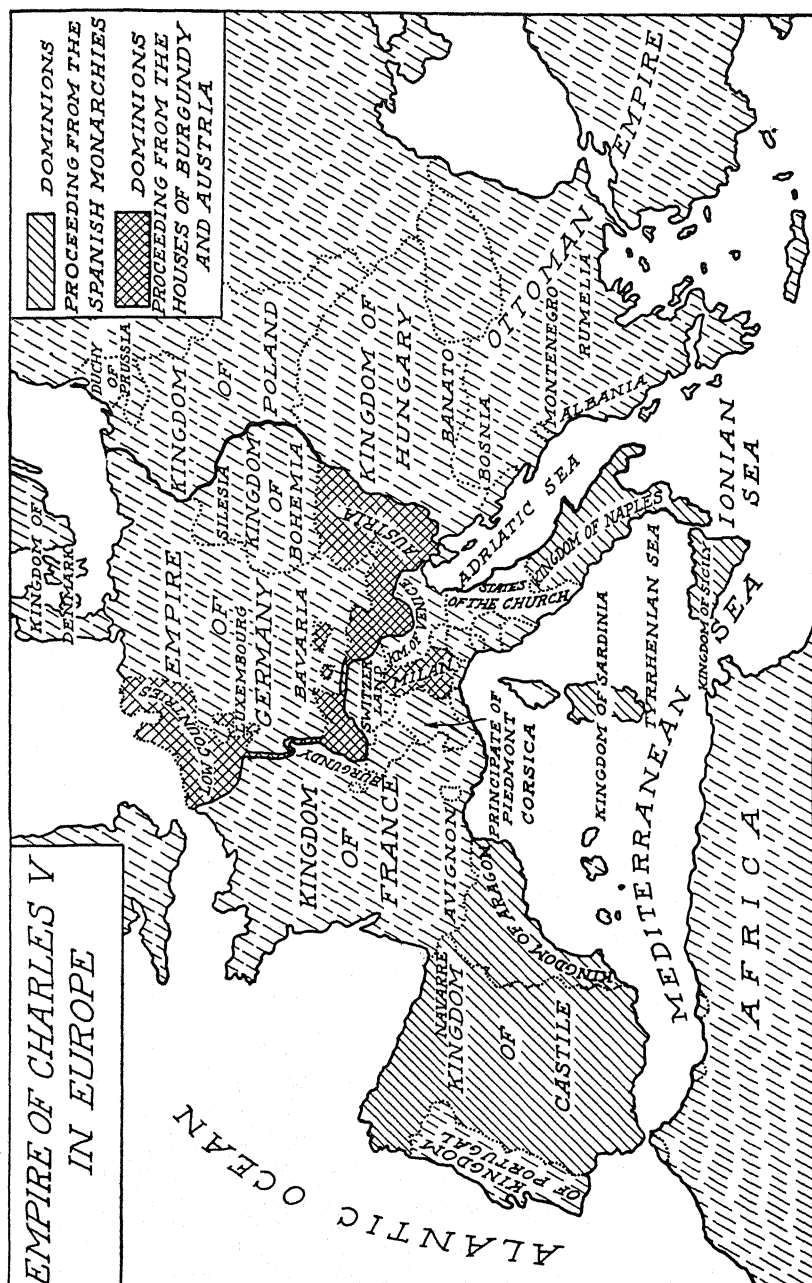 EMPIRE OF CHARLES V
IN EUROPE
DOMINIONS
PROCEEDING FROM THE
SPANISH MONARCHIES
DOMINIONS
PROCEEDING FROM THE
HOUSES OF BURGUNDY
AND AUSTRIA
KINGDOM OF
DENMARK
DUCHY
OF
PRUSSIA
KINGDOM
OF
POLAND
EMPIRE
OF
GERMANY
LOW COUNTRIES
LUXEMBOURG
SILESIA
KINGDOM
OF
BOHEMIA
BAVARIA
AUSTRIA
KINGDOM OF
HUNGARY
BANATO
BOSNIA
OTTOMAN
EMPIRE
MONTENEGRO
RUMELIA
ALBANIA
KINGDOM
OF
FRANCE
BURGUNDY
SWITZER
LAND
VENICE
AVIGNON
PRINCIPATE OF
PIEDMONT
CORSICA
STATES
OF THE CHURCH
KINGDOM OF NAPLES
ADRIATIC SEA
IONIAN
SEA
TYRRHENIAN SEA
KINGDOM OF SARDINIA
KINGDOM OF SICILY
NAVARRE
KINGDOM
OF
CASTILE
KINGDOM OF ARAGON
KINGDOM
OF PORTUGAL
ALANTIC OCEAN
MEDITERRANEAN SEA
AFRICA